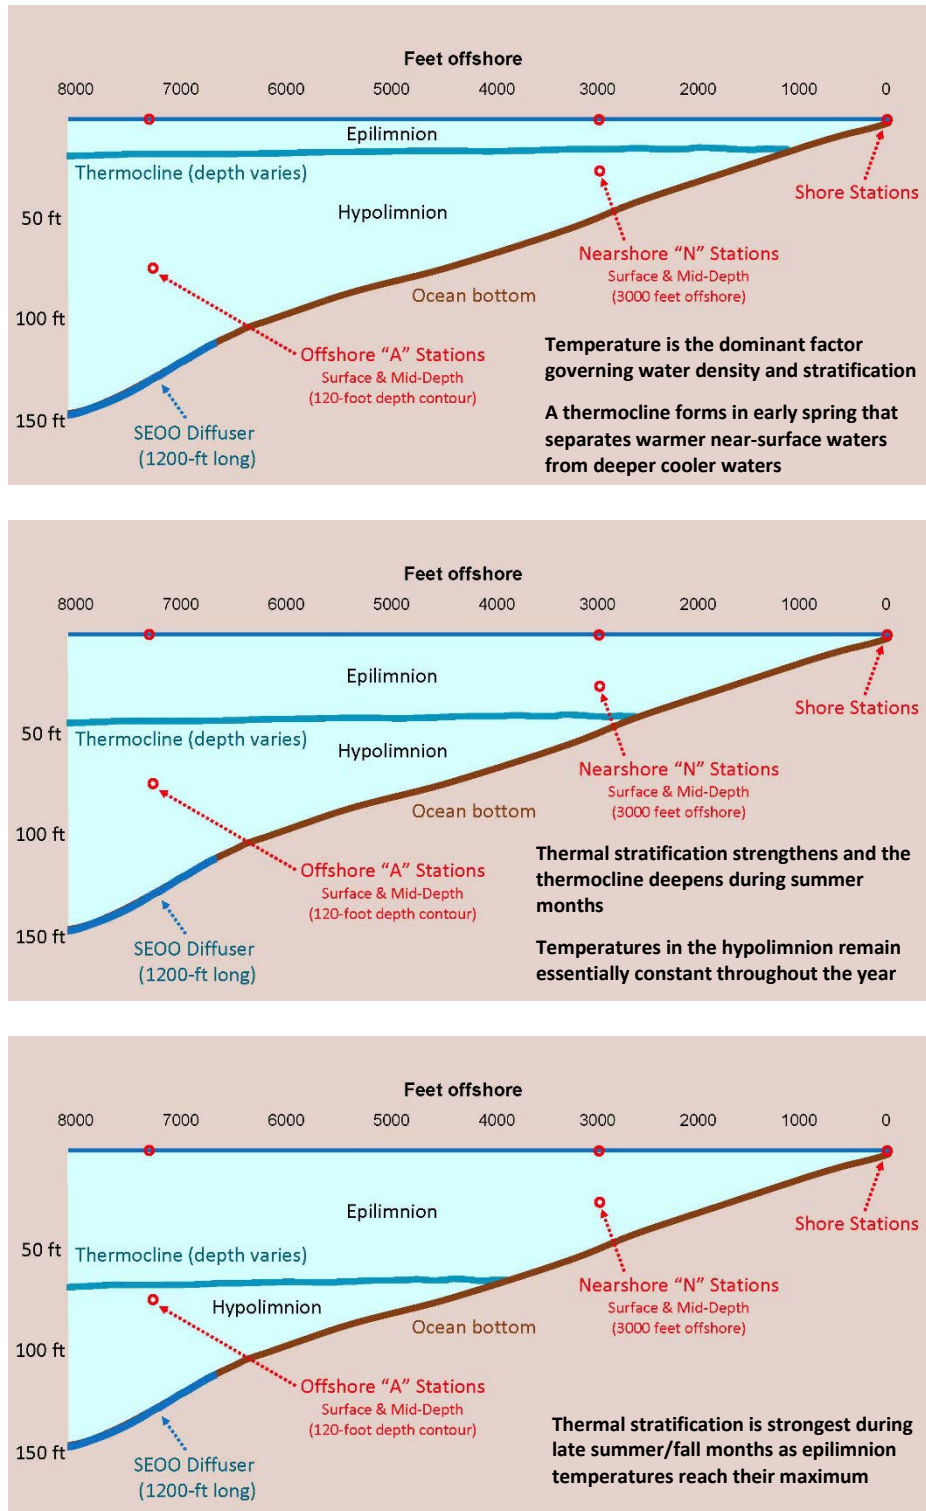 Feet offshore
8000 7000 6000 5000 4000 3000 2000 1000 0
Epilimnion
Thermocline (depth varies)
Shore Stations
50 ft
Hypolimnion
Nearshore “N” Stations
Surface & Mid-Depth
(3000 feet offshore)
Ocean bottom
100 ft
Offshore “A” Stations
Surface & Mid-Depth
(120-foot depth contour)
150 ft
SEOO Diffuser
(1200-ft long)
Temperature is the dominant factor
governing water density and stratification
A thermocline forms in early spring that
separates warmer near-surface waters
from deeper cooler waters
Feet offshore
8000 7000 6000 5000 4000 3000 2000 1000 0
Epilimnion
Shore Stations
50 ft
Thermocline (depth varies)
Hypolimnion
Nearshore “N” Stations
Surface & Mid-Depth
(3000 feet offshore)
Ocean bottom
100 ft
Offshore “A” Stations
Surface & Mid-Depth
(120-foot depth contour)
150 ft
SEOO Diffuser
(1200-ft long)
Thermal stratification strengthens and the
thermocline deepens during summer
months
Temperatures in the hypolimnion remain
essentially constant throughout the year
Feet offshore
8000 7000 6000 5000 4000 3000 2000 1000 0
Epilimnion
Shore Stations
50 ft
Thermocline (depth varies)
Nearshore “N” Stations
Surface & Mid-Depth
(3000 feet offshore)
Hypolimnion
Ocean bottom
100 ft
Offshore “A” Stations
Surface & Mid-Depth
(120-foot depth contour)
150 ft
SEOO Diffuser
(1200-ft long)
Thermal stratification is strongest during
late summer/fall months as epilimnion
temperatures reach their maximum